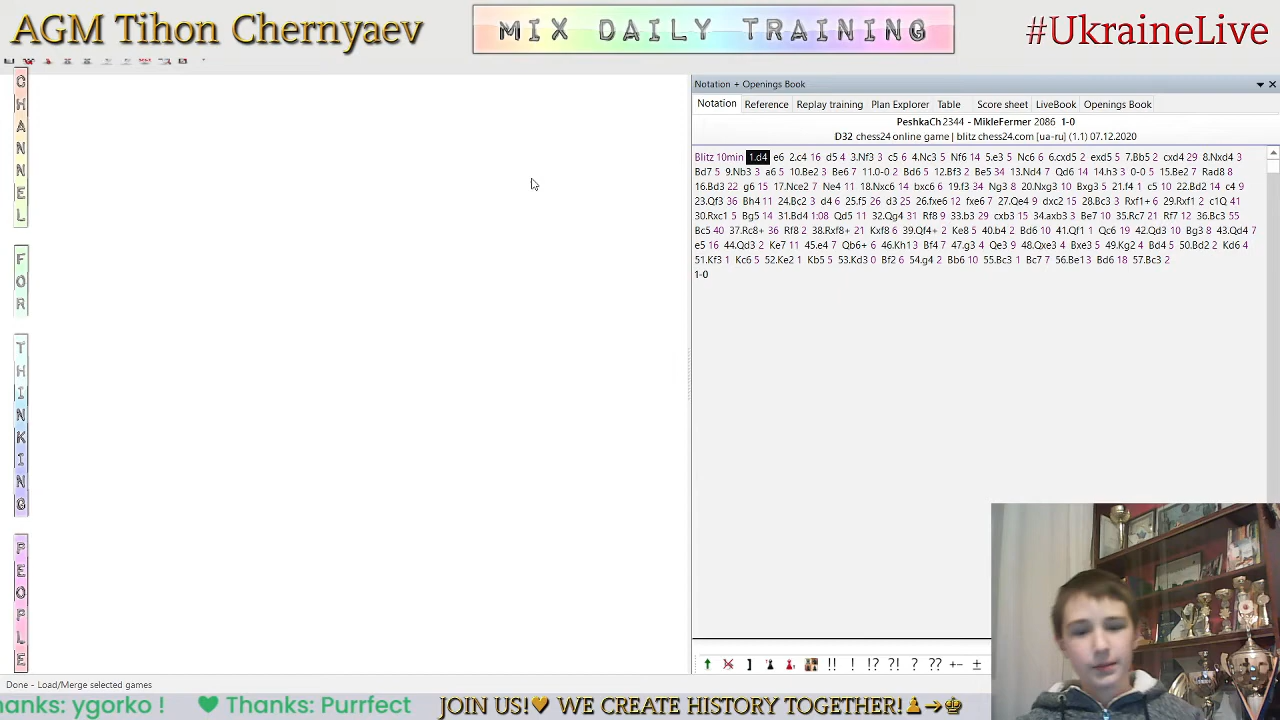 AGM Tihon Chernyaev
MIX DAILY TRAINING
#UkraineLive
CHANNEL
FOR
THINKING
PEOPLE
Notation + Openings Book
Notation Reference Replay training Plan Explorer Table Score sheet LiveBook Openings Book
PeshkaCh 2344 - MikleFermer 2086 1-0
D32 chess24 online game | blitz chess24.com [ua-ru] (1.1) 07.12.2020
Blitz 10min 1.d4 e6 2.c4 16 d5 4 3.Nf3 3 c5 6 4.Nc3 5 Nf6 14 5.e3 5 Nc6 6 6.cxd5 2 exd5 5 7.Bb5 2 cxd4 29 8.Nxd4 3
Bd7 5 9.Nb3 3 a6 5 10.Be2 3 Be6 7 11.0-0 2 Bd6 5 12.Bf3 2 Be5 34 13.Nd4 7 Qd6 14 14.h3 3 0-0 5 15.Be2 7 Rad8 8
16.Bd3 22 g6 15 17.Nce2 7 Ne4 11 18.Nxc6 14 bxc6 2 19.f3 34 Ng3 8 20.Nxg3 10 Bxg3 5 21.f4 1 c5 10 22.Bd2 14 c4 9
23.Qf3 36 Bh4 11 24.Bc2 3 d4 6 25.f5 26 d3 25 26.fxe6 12 fxe6 7 27.Qe4 9 dxc2 15 28.Bc3 3 Rxf1+ 6 29.Rxf1 2 c1Q 41
30.Rxc1 5 Bg5 14 31.Bd4 1:08 Qd5 11 32.Qg4 31 Rf8 9 33.b3 29 cxb3 15 34.axb3 3 Be7 10 35.Rc7 21 Rf7 12 36.Bc3 55
Bc5 40 37.Rc8+ 36 Rf8 2 38.Rxf8+ 21 Kxf8 6 39.Qf4+ 2 Ke8 5 40.b4 2 Bd6 10 41.Qf1 1 Qc6 19 42.Qd3 10 Bg3 8 43.Qd4 7
e5 16 44.Qd3 2 Ke7 11 45.e4 7 Qb6+ 6 46.Kh1 3 Bf4 7 47.g3 4 Qe3 9 48.Qxe3 4 Bxe3 5 49.Kg2 4 Bd4 5 50.Bd2 2 Kd6 4
51.Kf3 1 Kc6 5 52.Ke2 1 Kb5 5 53.Kd3 0 Bf2 6 54.g4 2 Bb6 10 55.Bc3 1 Bc7 7 56.Be1 3 Bd6 18 57.Bc3 2
1-0
] !! ! !? ?! ? ?? +− ±
Done - Load/Merge selected games
hanks: ygorko ! Thanks: Purrfect
JOIN US!♥ WE CREATE HISTORY TOGETHER!♟→♔